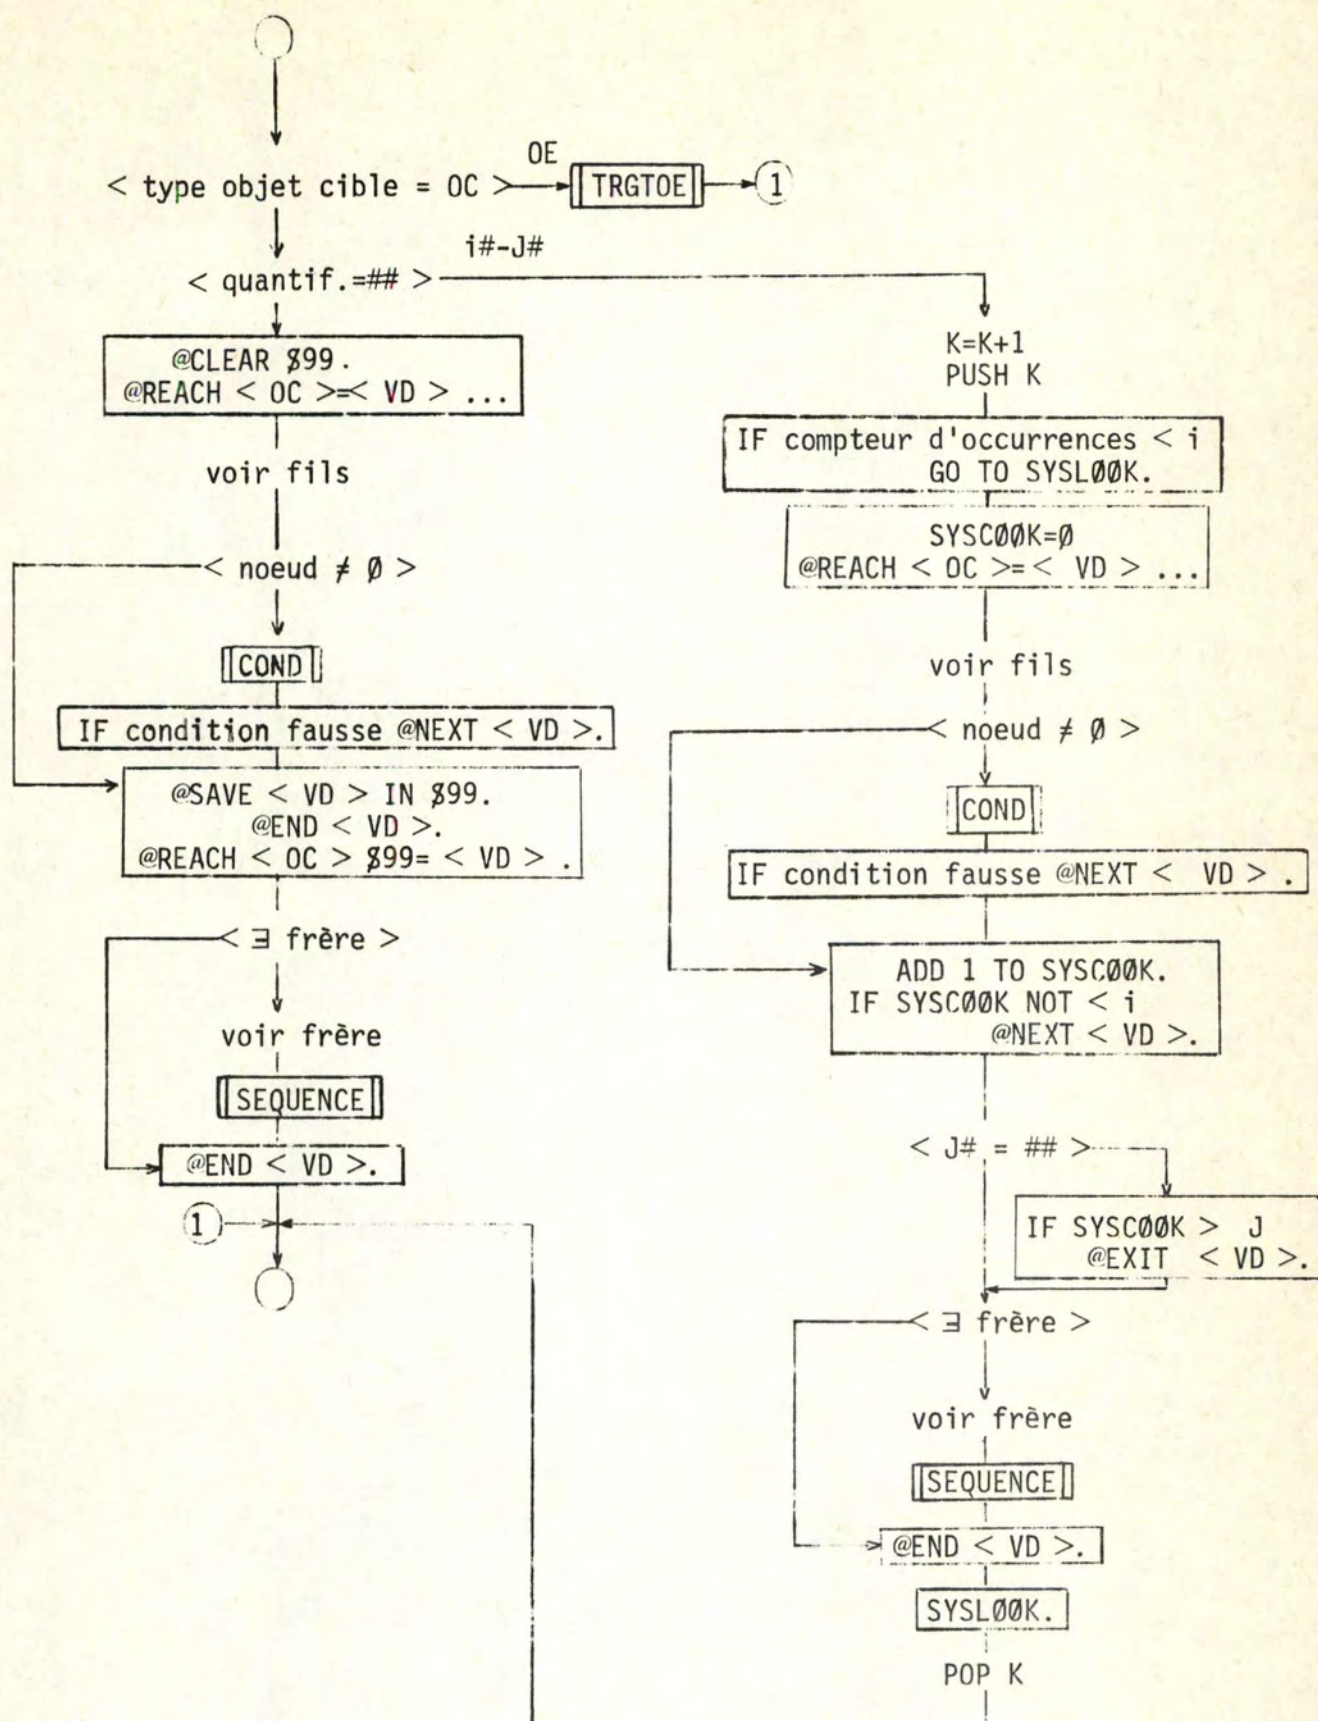 OE
< type objet cible = OC >
TRGTOE
1
i#-J#
< quantif.=## >
@CLEAR $99.
@REACH < OC >=< VD > ...
voir fils
< noeud ≠ ∅ >
COND
IF condition fausse @NEXT < VD >.
@SAVE < VD > IN $99.
@END < VD >.
@REACH < OC > $99= < VD > .
< ∃ frère >
voir frère
SEQUENCE
@END < VD >.
1
K=K+1
PUSH K
IF compteur d'occurrences < i
GO TO SYSLØØK.
SYSCØØK=Ø
@REACH < OC >= < VD > ...
voir fils
< noeud ≠ ∅ >
COND
IF condition fausse @NEXT < VD > .
ADD 1 TO SYSCØØK.
IF SYSCØØK NOT < i
@NEXT < VD >.
< J# = ## >
IF SYSCØØK > J
@EXIT < VD >.
< ∃ frère >
voir frère
SEQUENCE
@END < VD >.
SYSLØØK.
POP K